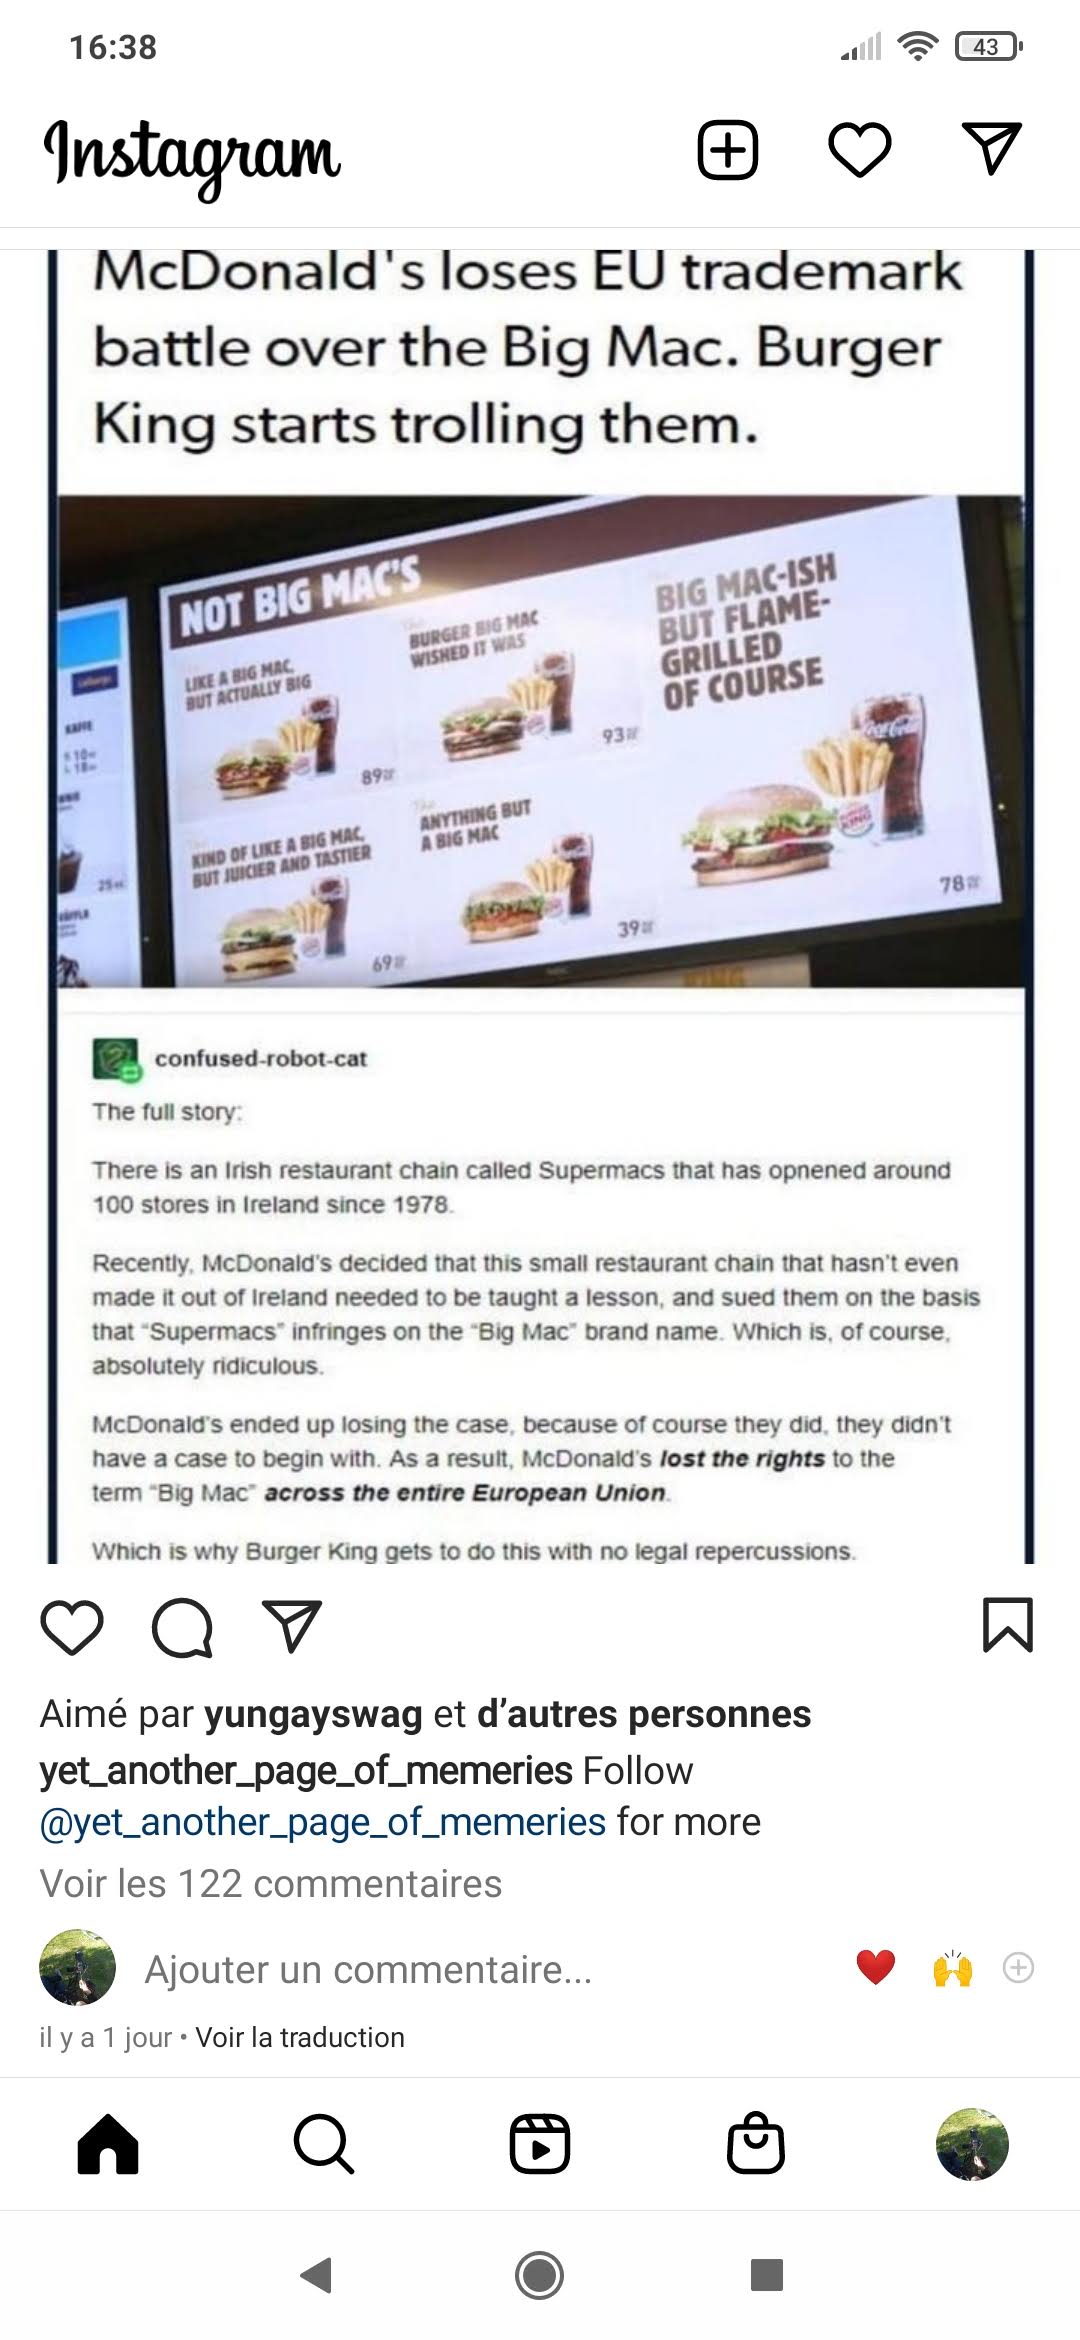 16:38
43
Instagram
McDonald's loses EU trademark
battle over the Big Mac. Burger
King starts trolling them.
NOT BIG MAC'S
LIKE A BIG MAC,
BUT ACTUALLY BIG
89
The
BURGER BIG MAC
WISHED IT WAS
93
BIG MAC-ISH
BUT FLAME-
GRILLED
OF COURSE
Coca-Cola
BURGER
KING
78
KIND OF LIKE A BIG MAC,
BUT JUICIER AND TASTIER
69
The
ANYTHING BUT
A BIG MAC
39
KAFFE
25
confused-robot-cat
The full story:
There is an Irish restaurant chain called Supermacs that has opnened around
100 stores in Ireland since 1978.
Recently, McDonald's decided that this small restaurant chain that hasn't even
made it out of Ireland needed to be taught a lesson, and sued them on the basis
that "Supermacs" infringes on the "Big Mac" brand name. Which is, of course,
absolutely ridiculous.
McDonald's ended up losing the case, because of course they did, they didn't
have a case to begin with. As a result, McDonald's lost the rights to the
term "Big Mac" across the entire European Union.
Which is why Burger King gets to do this with no legal repercussions.
Aimé par yungayswag et d'autres personnes
yet_another_page_of_memeries Follow
@yet_another_page_of_memeries for more
Voir les 122 commentaires
Ajouter un commentaire...
il y a 1 jour • Voir la traduction